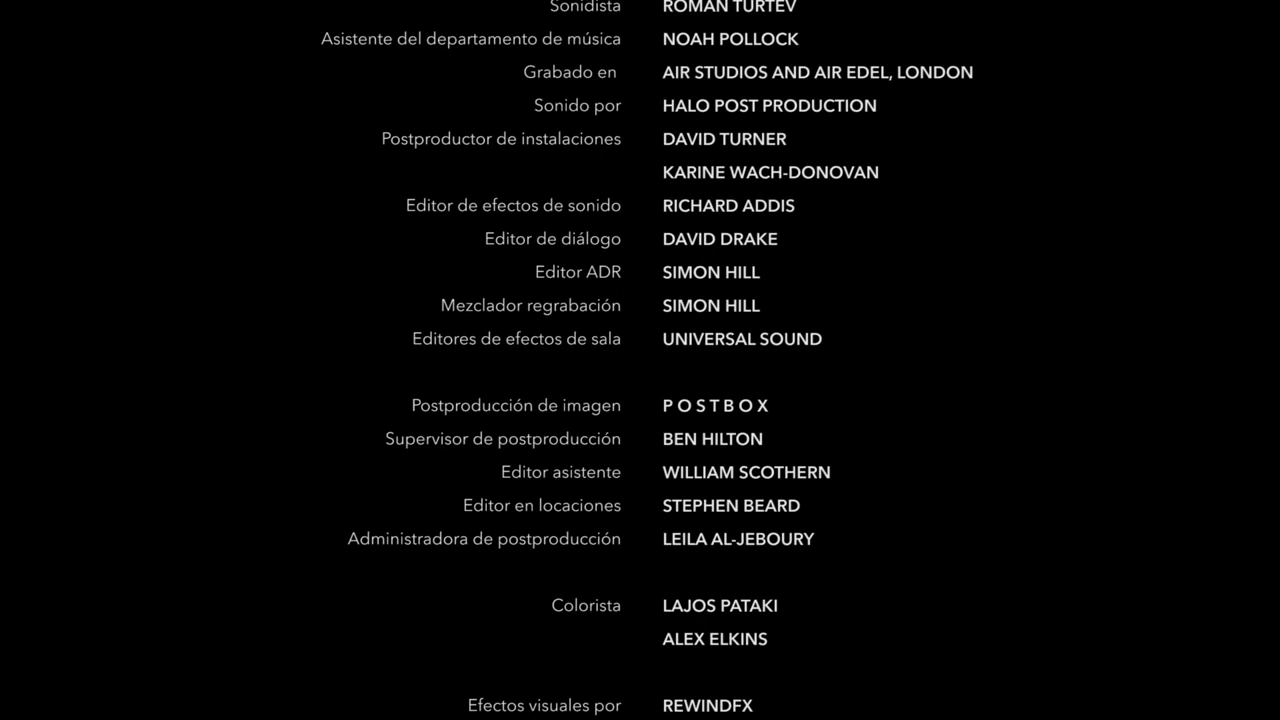 Sonidista ROMAN TURTEV
Asistente del departamento de música NOAH POLLOCK
Grabado en AIR STUDIOS AND AIR EDEL, LONDON
Sonido por HALO POST PRODUCTION
Postproductor de instalaciones DAVID TURNER
KARINE WACH-DONOVAN
Editor de efectos de sonido RICHARD ADDIS
Editor de diálogo DAVID DRAKE
Editor ADR SIMON HILL
Mezclador regrabación SIMON HILL
Editores de efectos de sala UNIVERSAL SOUND
Postproducción de imagen P O S T B O X
Supervisor de postproducción BEN HILTON
Editor asistente WILLIAM SCOTHERN
Editor en locaciones STEPHEN BEARD
Administradora de postproducción LEILA AL-JEBOURY
Colorista LAJOS PATAKI
ALEX ELKINS
Efectos visuales por REWINDFX